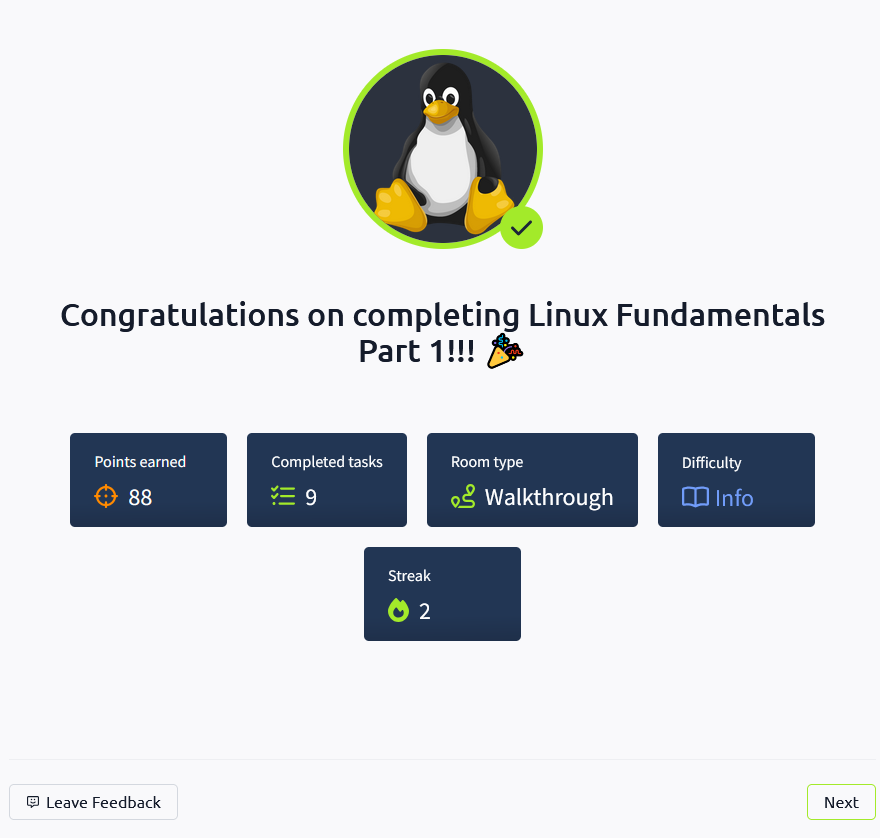 Congratulations on completing Linux Fundamentals
Part 1!!! 🎉
Points earned
88
Completed tasks
9
Room type
Walkthrough
Difficulty
Info
Streak
2
Leave Feedback
Next